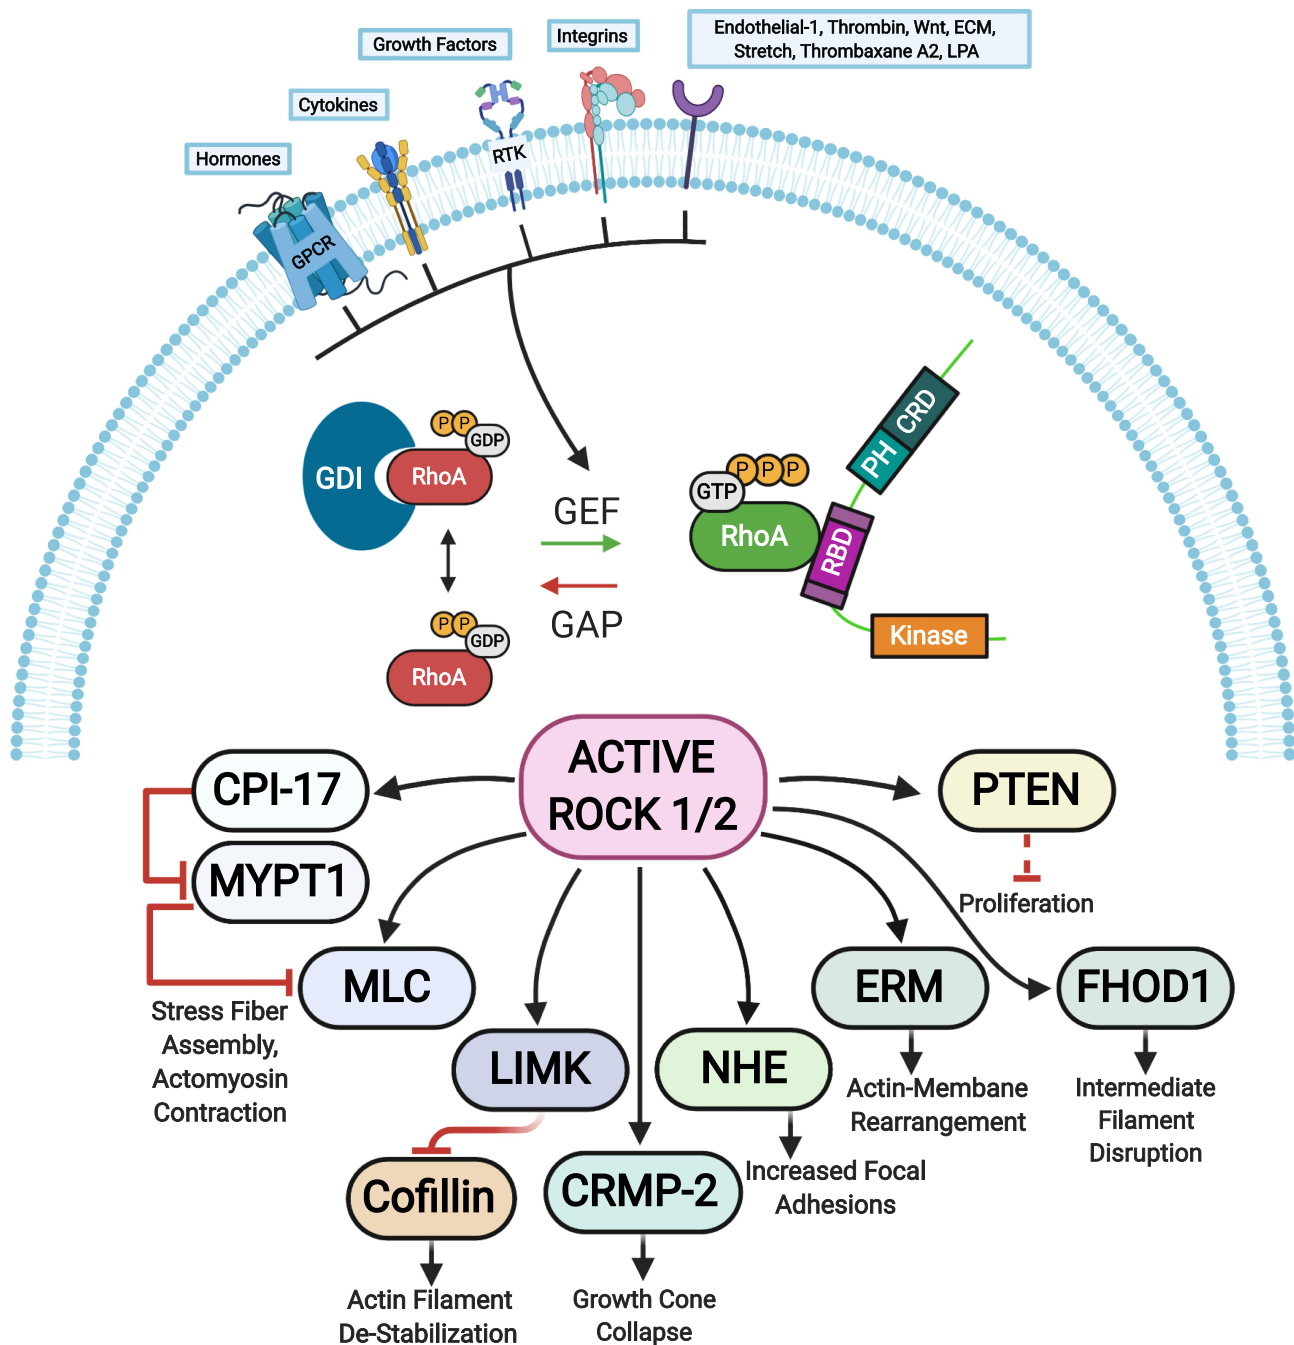 Endothelial-1, Thrombin, Wnt, ECM,
Stretch, Thrombaxane A2, LPA
Integrins
Growth Factors
Cytokines
Hormones
RTK
GPCR
GDI
RhoA
P P
GDP
P P
GDP
RhoA
GEF
GAP
GTP
P P P
RhoA
CRD
PH
RBD
Kinase
ACTIVE
ROCK 1/2
CPI-17
MYPT1
MLC
Stress Fiber
Assembly,
Actomyosin
Contraction
LIMK
Cofillin
Actin Filament
De-Stabilization
CRMP-2
Growth Cone
Collapse
NHE
Increased Focal
Adhesions
ERM
Actin-Membane
Rearrangement
PTEN
Proliferation
FHOD1
Intermediate
Filament
Disruption